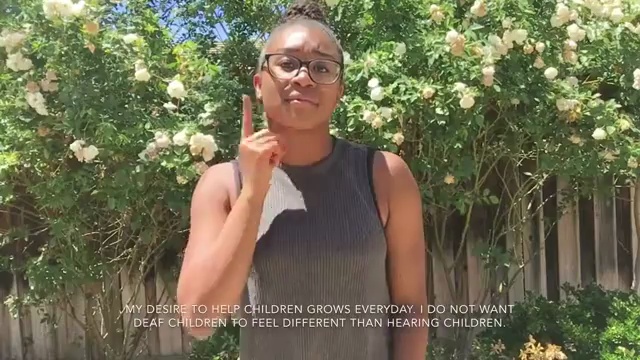 MY DESIRE TO HELP CHILDREN GROWS EVERYDAY. I DO NOT WANT
DEAF CHILDREN TO FEEL DIFFERENT THAN HEARING CHILDREN.